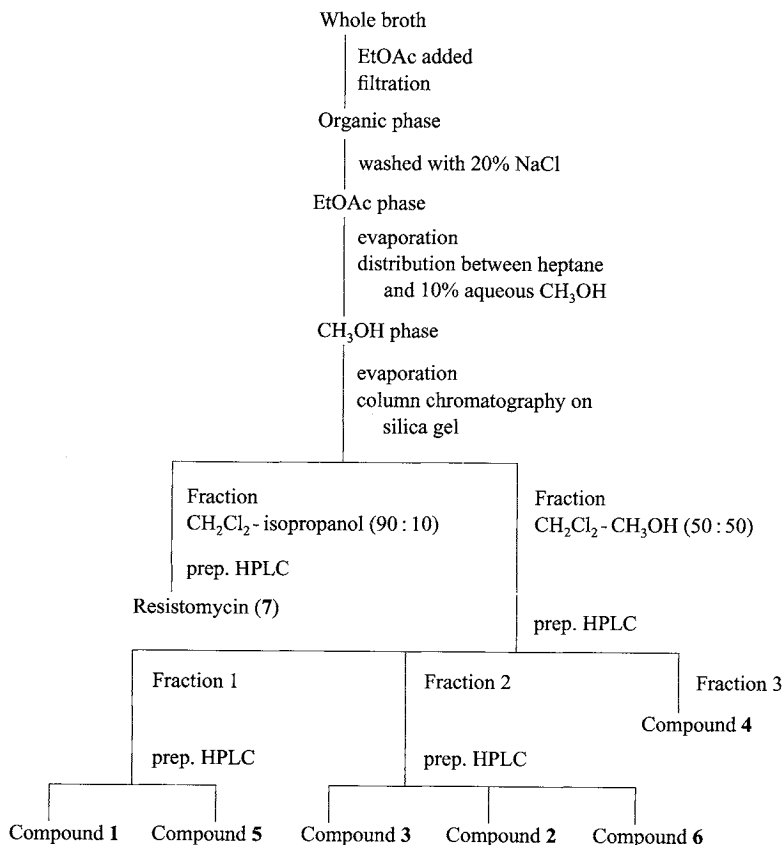 Whole broth
EtOAc added
filtration
Organic phase
washed with 20% NaCl
EtOAc phase
evaporation
distribution between heptane
and 10% aqueous CH₃OH
CH₃OH phase
evaporation
column chromatography on
silica gel
Fraction
CH₂Cl₂-isopropanol (90 : 10)
prep. HPLC
Resistomycin (7)
Fraction
CH₂Cl₂-CH₃OH (50 : 50)
prep. HPLC
Fraction 1
Fraction 2
Fraction 3
Compound 4
prep. HPLC
prep. HPLC
Compound 1
Compound 5
Compound 3
Compound 2
Compound 6